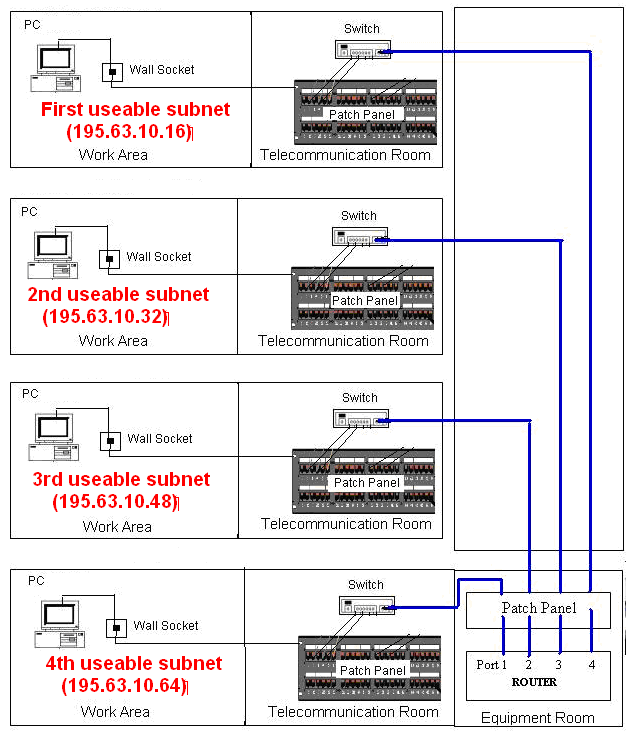 PC
Switch
Wall Socket
Patch Panel
First useable subnet
(195.63.10.16)
Work Area
Telecommunication Room
PC
Switch
Wall Socket
Patch Panel
2nd useable subnet
(195.63.10.32)
Work Area
Telecommunication Room
PC
Switch
Wall Socket
Patch Panel
3rd useable subnet
(195.63.10.48)
Work Area
Telecommunication Room
PC
Switch
Wall Socket
Patch Panel
4th useable subnet
(195.63.10.64)
Work Area
Telecommunication Room
Patch Panel
Port 1 2 3 4
ROUTER
Equipment Room